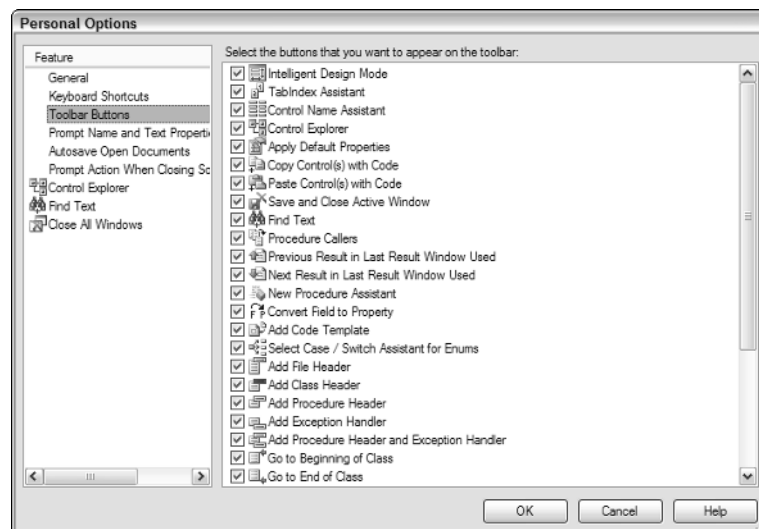 Personal Options
Feature
General
Keyboard Shortcuts
Toolbar Buttons
Prompt Name and Text Properti
Autosave Open Documents
Prompt Action When Closing So
Control Explorer
Find Text
Close All Windows
Select the buttons that you want to appear on the toolbar:
Intelligent Design Mode
TabIndex Assistant
Control Name Assistant
Control Explorer
Apply Default Properties
Copy Control(s) with Code
Paste Control(s) with Code
Save and Close Active Window
Find Text
Procedure Callers
Previous Result in Last Result Window Used
Next Result in Last Result Window Used
New Procedure Assistant
Convert Field to Property
Add Code Template
Select Case / Switch Assistant for Enums
Add File Header
Add Class Header
Add Procedure Header
Add Exception Handler
Add Procedure Header and Exception Handler
Go to Beginning of Class
Go to End of Class
OK
Cancel
Help